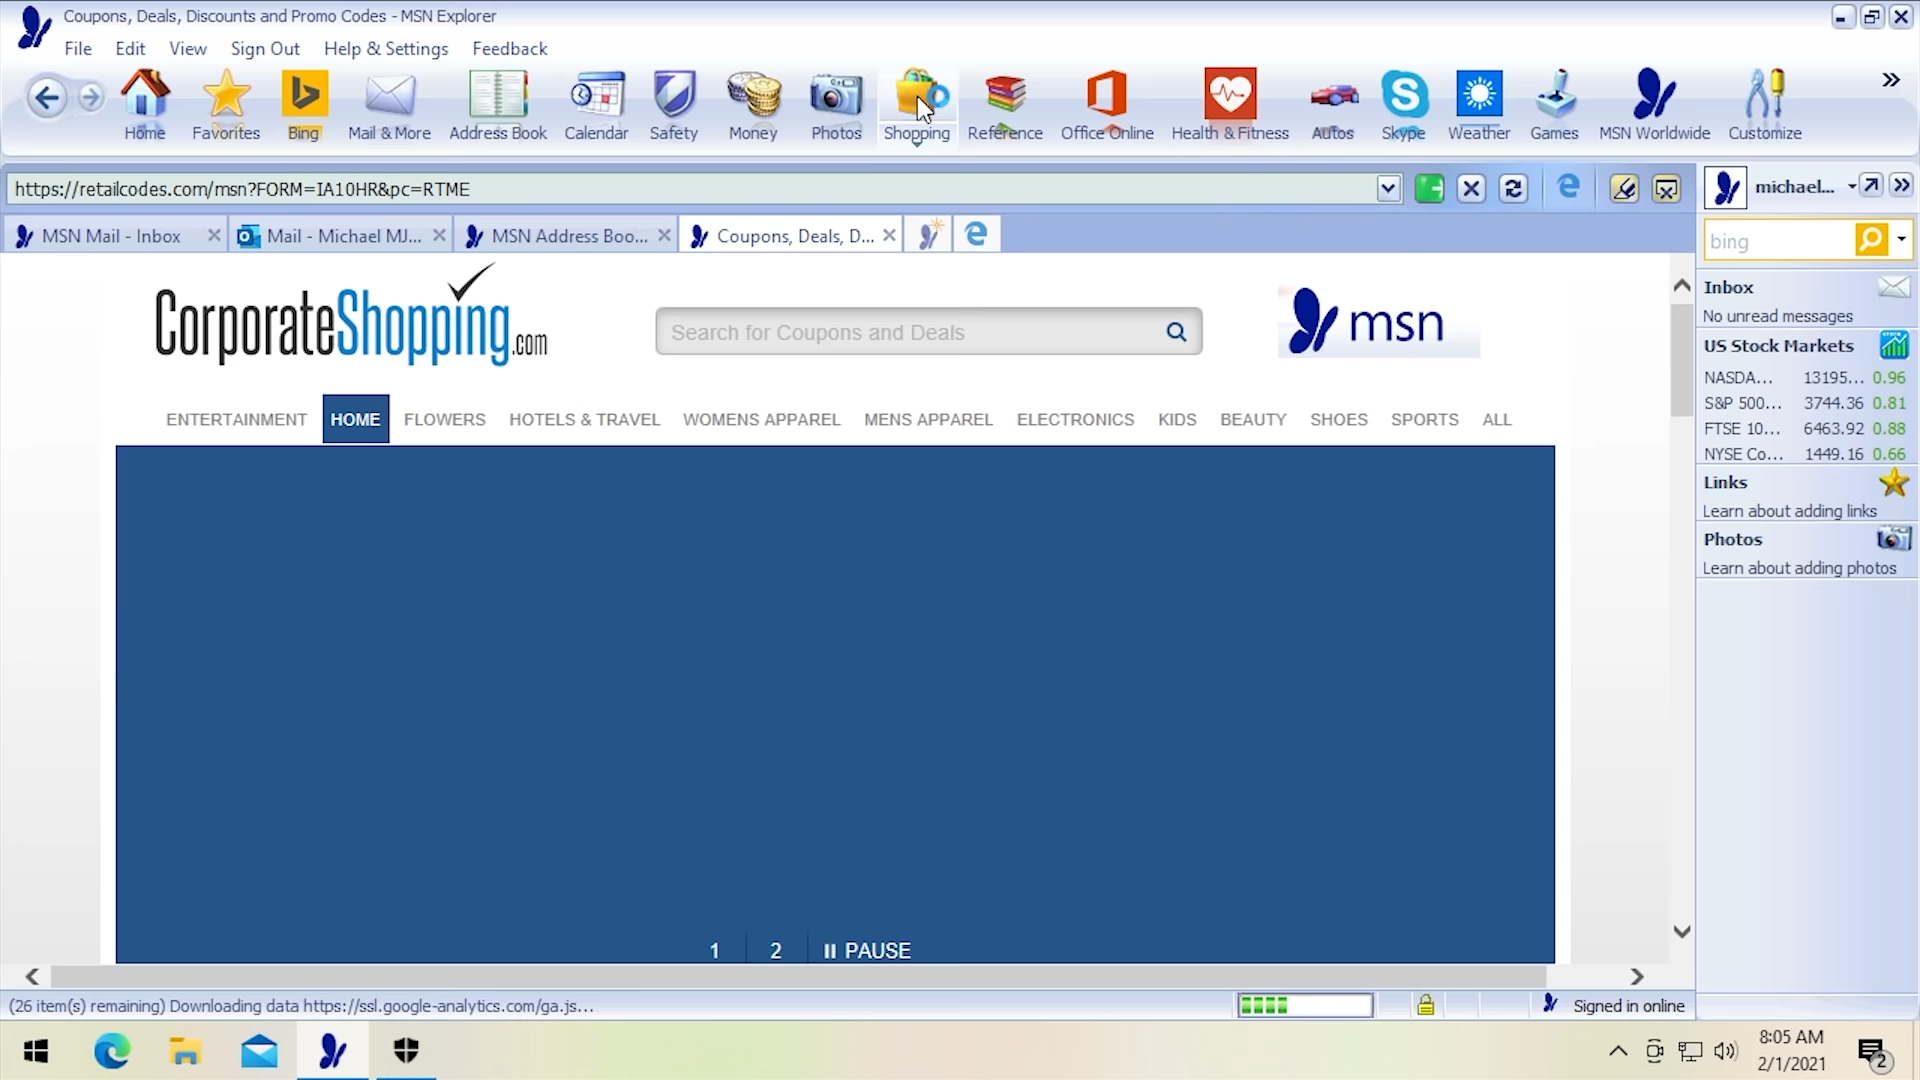 Coupons, Deals, Discounts and Promo Codes - MSN Explorer
File Edit View Sign Out Help & Settings Feedback
Home Favorites Bing Mail & More Address Book Calendar Safety Money Photos Shopping Reference Office Online Health & Fitness Autos Skype Weather Games MSN Worldwide Customize
https://retailcodes.com/msn?FORM=IA10HR&pc=RTME
michael...
MSN Mail - Inbox
Mail - Michael MJ...
MSN Address Boo...
Coupons, Deals, D...
bing
CorporateShopping.com
Search for Coupons and Deals
msn
ENTERTAINMENT HOME FLOWERS HOTELS & TRAVEL WOMENS APPAREL MENS APPAREL ELECTRONICS KIDS BEAUTY SHOES SPORTS ALL
1 2 PAUSE
Inbox
No unread messages
US Stock Markets
NASDA... 13195... 0.96
S&P 500... 3744.36 0.81
FTSE 10... 6463.92 0.88
NYSE Co... 1449.16 0.66
Links
Learn about adding links
Photos
Learn about adding photos
(26 item(s) remaining) Downloading data https://ssl.google-analytics.com/ga.js...
Signed in online
8:05 AM
2/1/2021
2